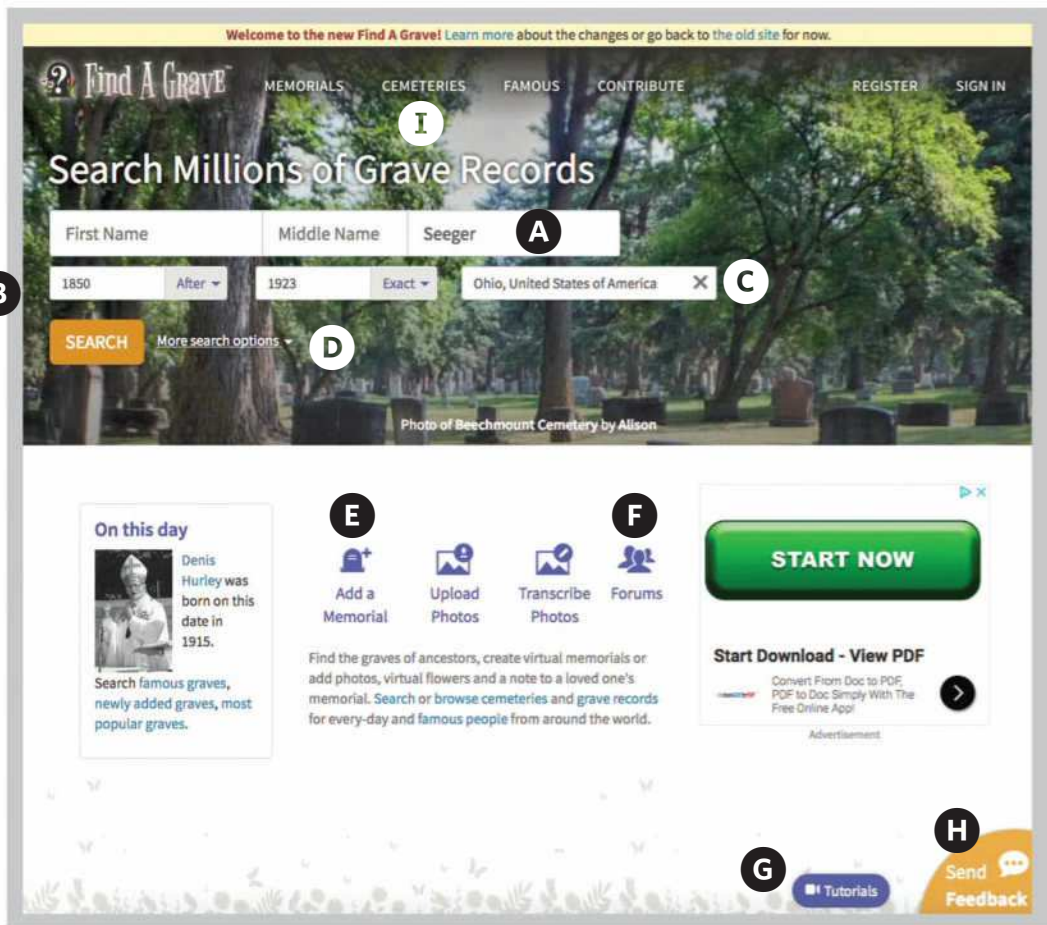 Welcome to the new Find A Grave! Learn more about the changes or go back to the old site for now.
Find A Grave™ MEMORIALS CEMETERIES FAMOUS CONTRIBUTE REGISTER SIGN IN
I
Search Millions of Grave Records
First Name Middle Name Seeger A
B 1850 After 1923 Exact Ohio, United States of America C
SEARCH More search options D
Photo of Beechmount Cemetery by Alison
E F
On this day
Denis
Hurley was
born on this
date in
1915.
Search famous graves,
newly added graves, most
popular graves.
Add a
Memorial
Upload
Photos
Transcribe
Photos
Forums
Find the graves of ancestors, create virtual memorials or
add photos, virtual flowers and a note to a loved one's
memorial. Search or browse cemeteries and grave records
for every-day and famous people from around the world.
START NOW
Start Download - View PDF
Convert From Doc to PDF,
PDF to Doc Simply With The
Free Online App!
Advertisement
G Tutorials
H
Send
Feedback